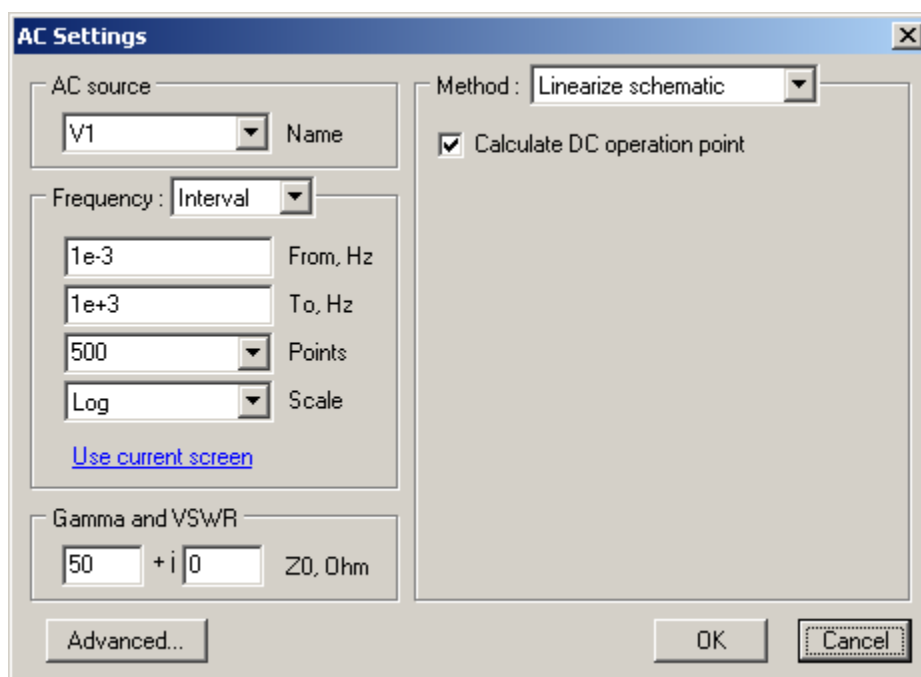 AC Settings
AC source
V1 Name
Frequency : Interval
1e-3 From, Hz
1e+3 To, Hz
500 Points
Log Scale
Use current screen
Gamma and VSWR
50 + i 0 Z0, Ohm
Method : Linearize schematic
Calculate DC operation point
Advanced...
OK
Cancel